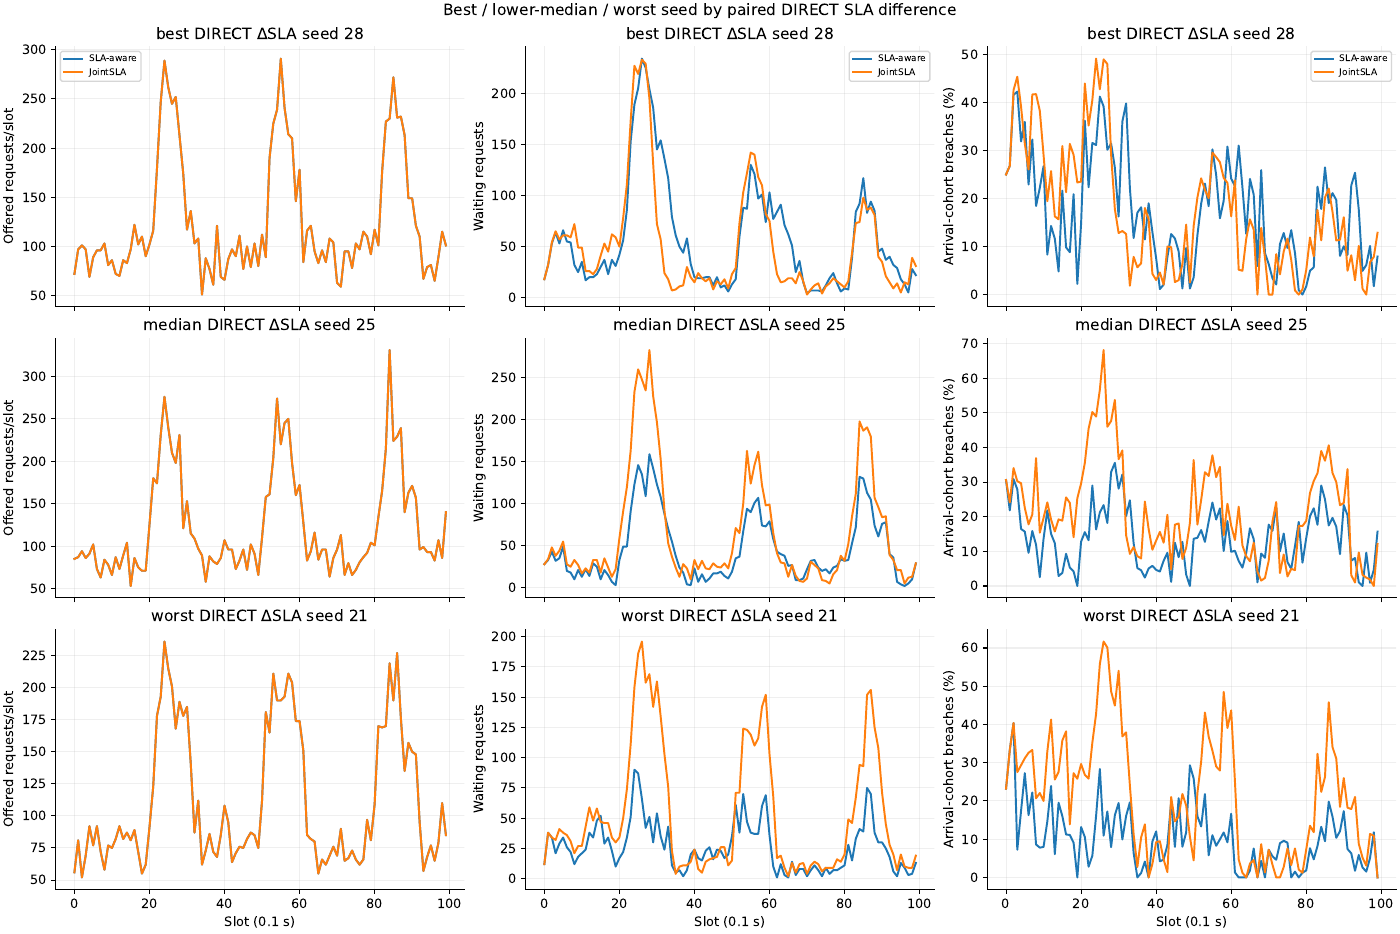 Best / lower-median / worst seed by paired DIRECT SLA difference
best DIRECT ΔSLA seed 28
best DIRECT ΔSLA seed 28
best DIRECT ΔSLA seed 28
Offered requests/slot
300
250
200
150
100
50
SLA-aware
JointSLA
Waiting requests
200
150
100
50
0
SLA-aware
JointSLA
Arrival-cohort breaches (%)
50
40
30
20
10
0
SLA-aware
JointSLA
median DIRECT ΔSLA seed 25
median DIRECT ΔSLA seed 25
median DIRECT ΔSLA seed 25
Offered requests/slot
300
250
200
150
100
50
Waiting requests
250
200
150
100
50
0
Arrival-cohort breaches (%)
70
60
50
40
30
20
10
0
worst DIRECT ΔSLA seed 21
worst DIRECT ΔSLA seed 21
worst DIRECT ΔSLA seed 21
Offered requests/slot
225
200
175
150
125
100
75
50
0 20 40 60 80 100
Slot (0.1 s)
Waiting requests
200
175
150
125
100
75
50
25
0
0 20 40 60 80 100
Slot (0.1 s)
Arrival-cohort breaches (%)
60
50
40
30
20
10
0
0 20 40 60 80 100
Slot (0.1 s)